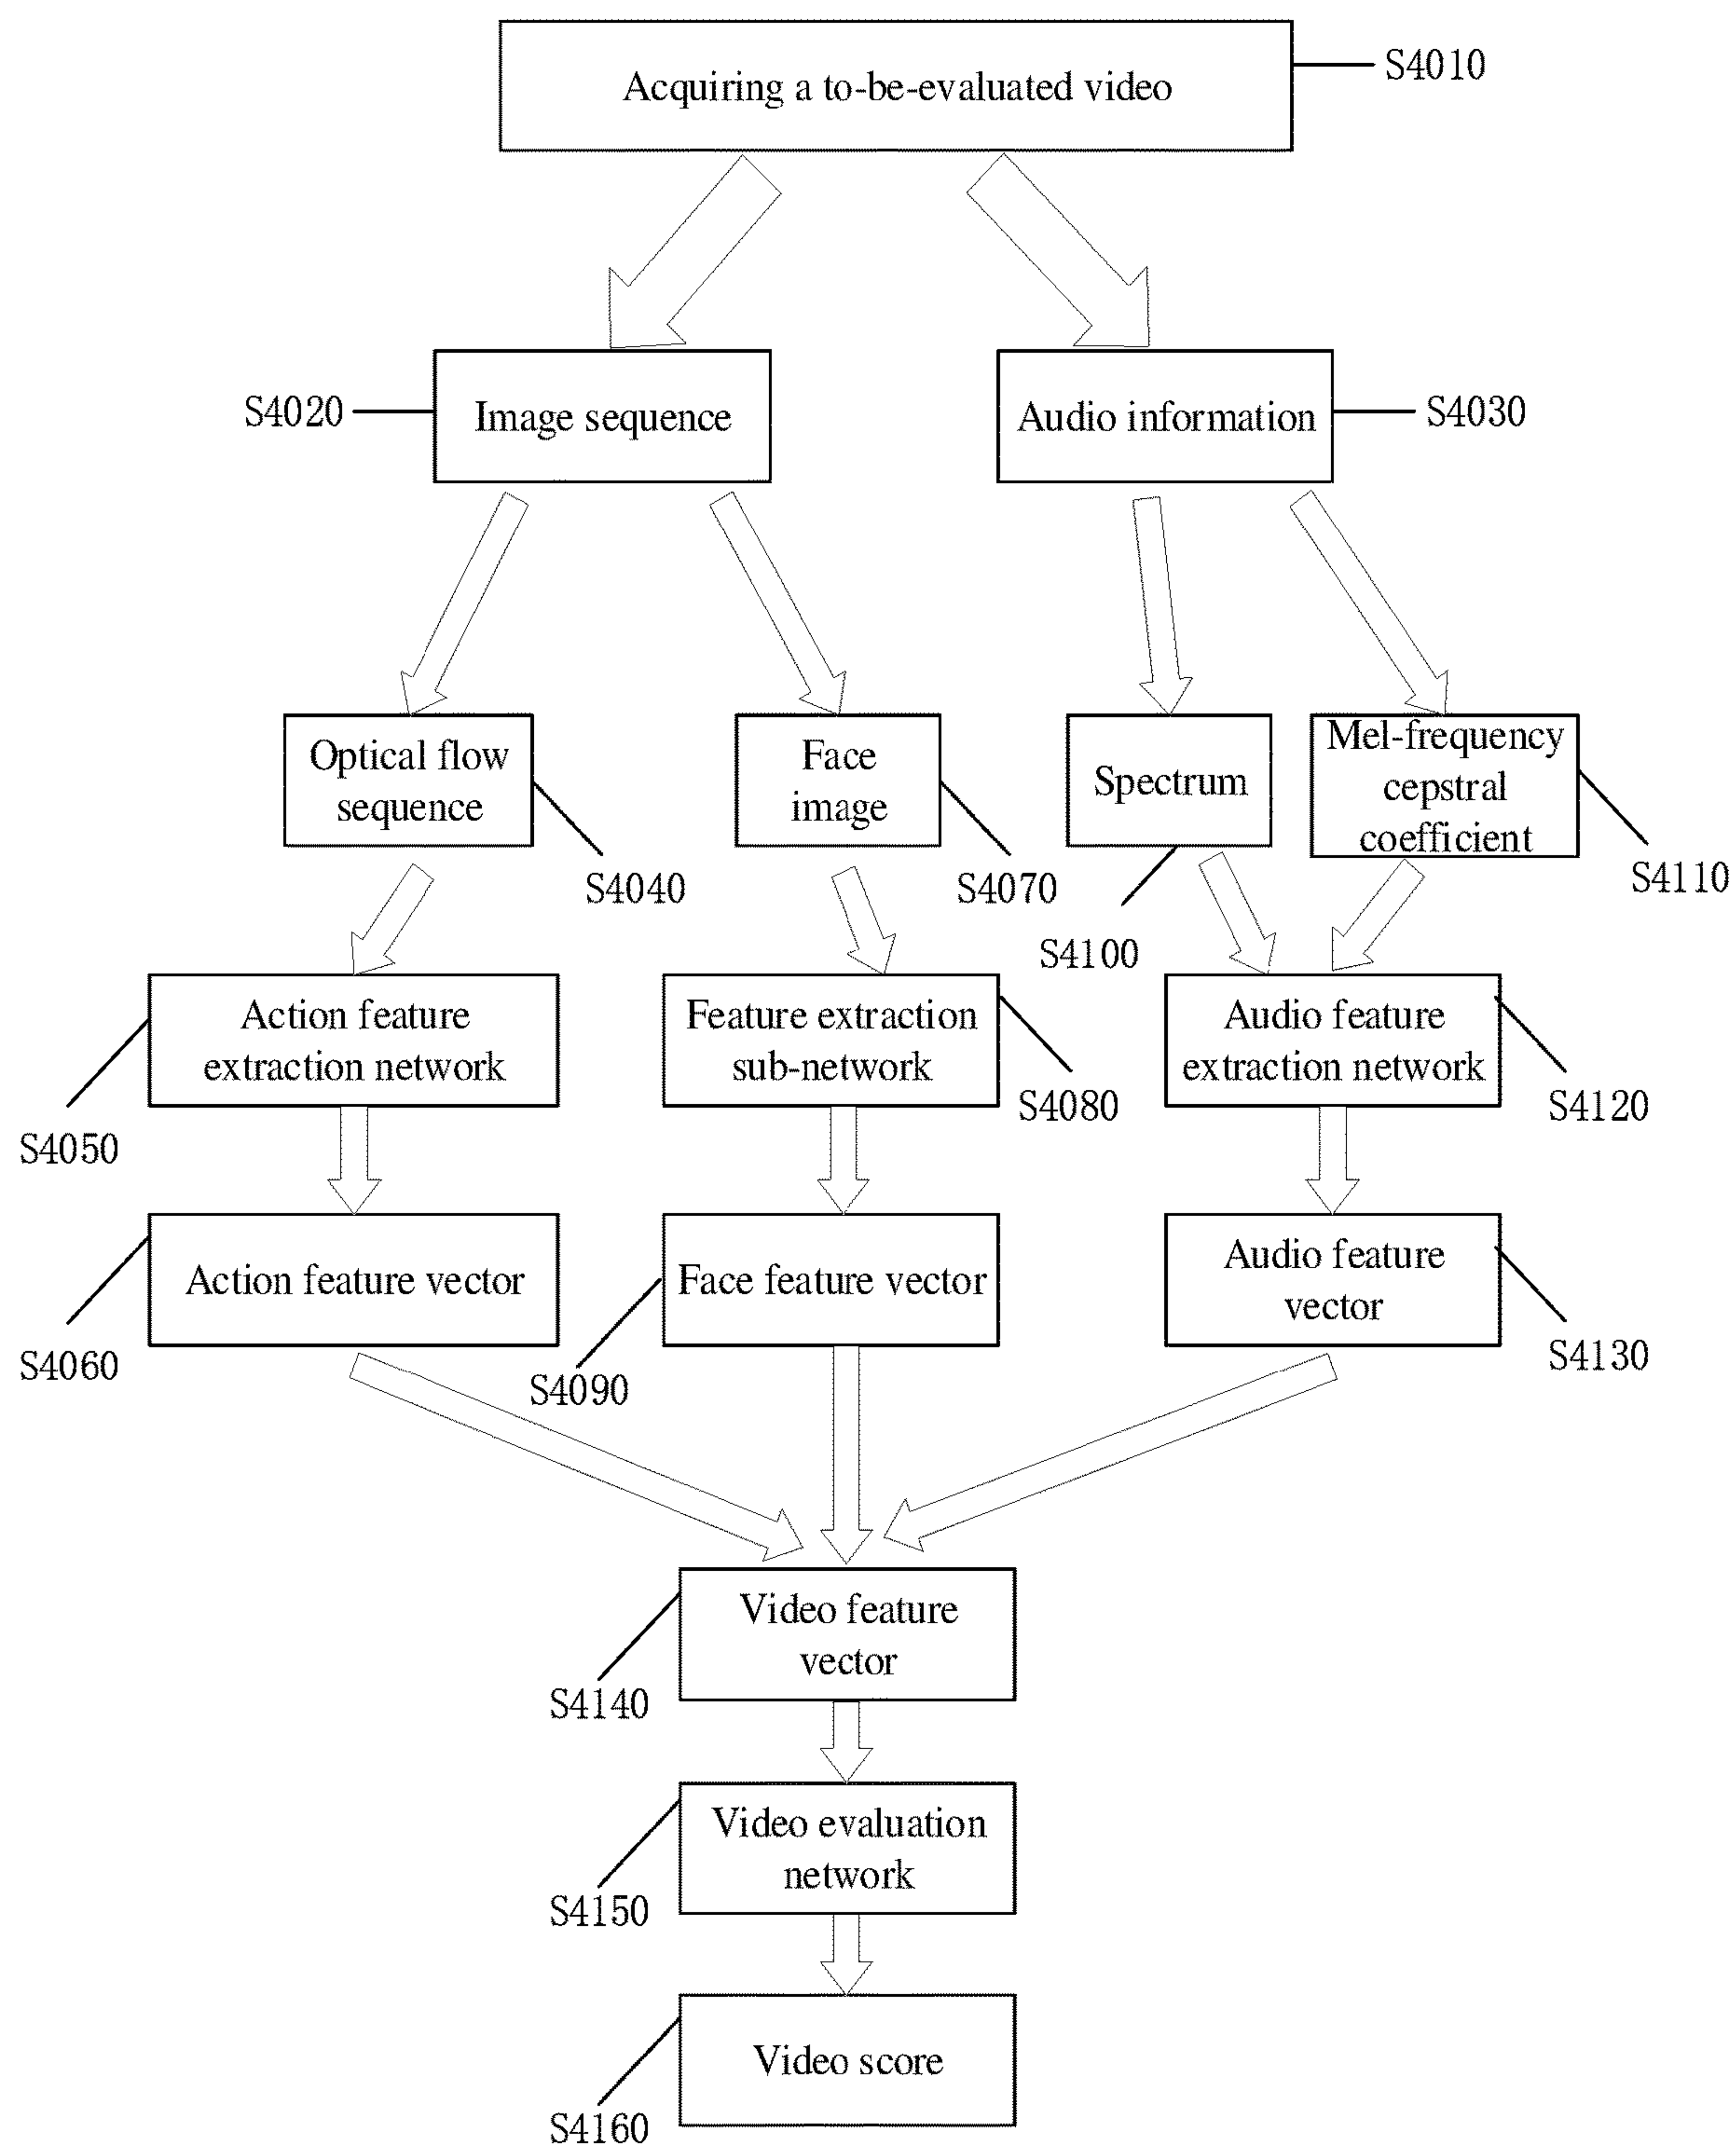 Acquiring a to-be-evaluated video
S4010
S4020
Image sequence
Audio information
S4030
Optical flow
sequence
S4040
Face
image
S4070
Spectrum
S4100
Mel-frequency
cepstral
coefficient
S4110
Action feature
extraction network
S4050
Feature extraction
sub-network
S4080
Audio feature
extraction network
S4120
Action feature vector
S4060
Face feature vector
S4090
Audio feature
vector
S4130
Video feature
vector
S4140
Video evaluation
network
S4150
Video score
S4160